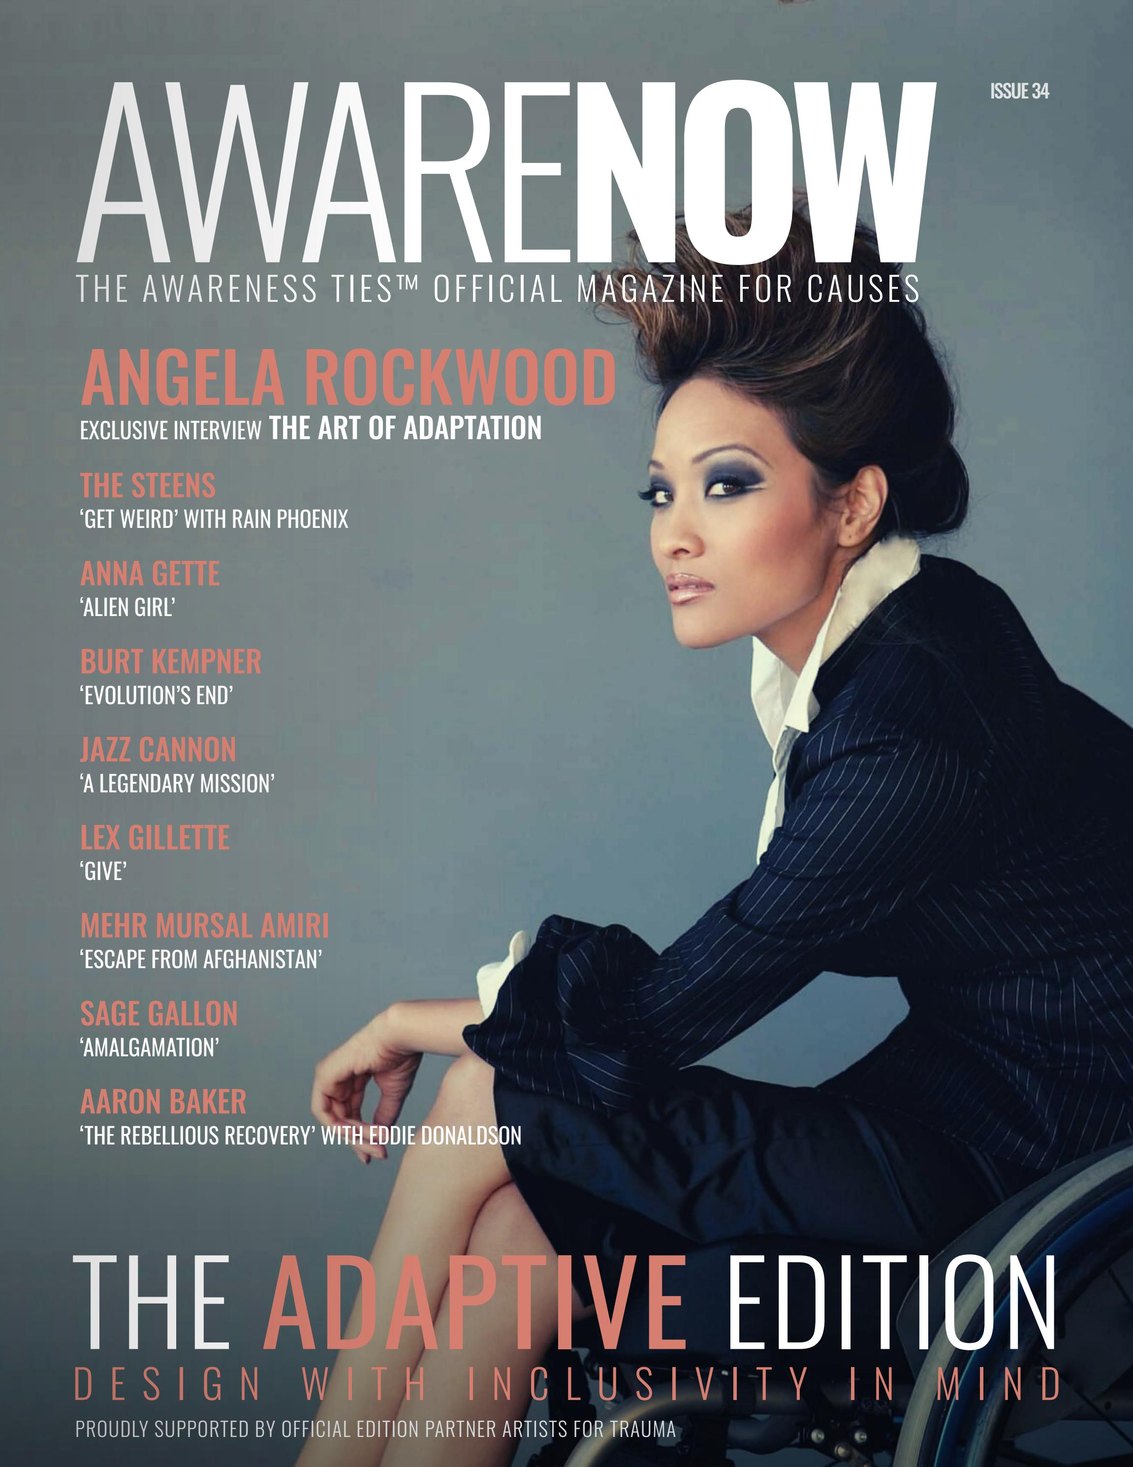 AWARENOW
ISSUE 34
THE AWARENESS TIES™ OFFICIAL MAGAZINE FOR CAUSES
ANGELA ROCKWOOD
EXCLUSIVE INTERVIEW THE ART OF ADAPTATION
THE STEENS
‘GET WEIRD’ WITH RAIN PHOENIX
ANNA GETTE
‘ALIEN GIRL’
BURT KEMPNER
‘EVOLUTION’S END’
JAZZ CANNON
‘A LEGENDARY MISSION’
LEX GILLETTE
‘GIVE’
MEHR MURSAL AMIRI
‘ESCAPE FROM AFGHANISTAN’
SAGE GALLON
‘AMALGAMATION’
AARON BAKER
‘THE REBELLIOUS RECOVERY’ WITH EDDIE DONALDSON
THE ADAPTIVE EDITION
DESIGN WITH INCLUSIVITY IN MIND
PROUDLY SUPPORTED BY OFFICIAL EDITION PARTNER ARTISTS FOR TRAUMA